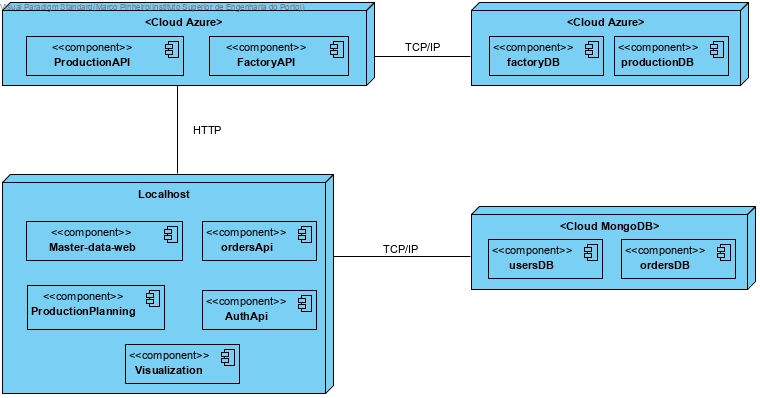 Visual Paradigm Standard(Marco Pinheiro(Instituto Superior de Engenharia do Porto))
<Cloud Azure>
<<component>>
ProductionAPI
<<component>>
FactoryAPI
TCP/IP
<Cloud Azure>
<<component>>
factoryDB
<<component>>
productionDB
HTTP
Localhost
<<component>>
Master-data-web
<<component>>
ordersApi
<<component>>
ProductionPlanning
<<component>>
AuthApi
<<component>>
Visualization
TCP/IP
<Cloud MongoDB>
<<component>>
usersDB
<<component>>
ordersDB